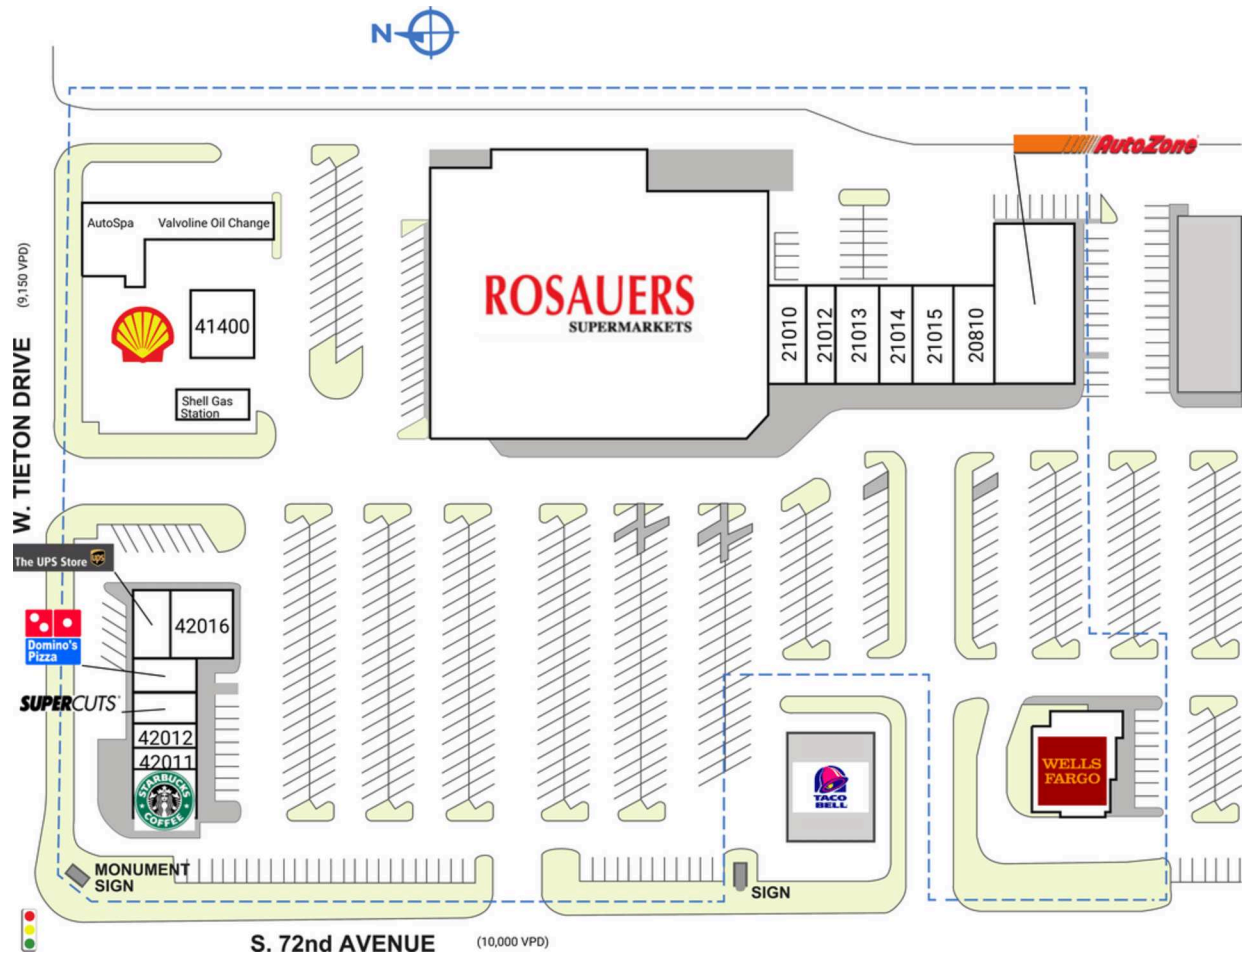 N
AutoZone
AutoSpa
Valvoline Oil Change
W. TIETON DRIVE
(9,150 VPD)
41400
Shell Gas
Station
ROSAUERS
SUPERMARKETS
21010
21012
21013
21014
21015
20810
The UPS Store
ups
42016
Domino's
Pizza
SUPERCUTS
42012
42011
STARBUCKS
COFFEE
TACO
BELL
WELLS
FARGO
MONUMENT
SIGN
SIGN
S. 72nd AVENUE
(10,000 VPD)